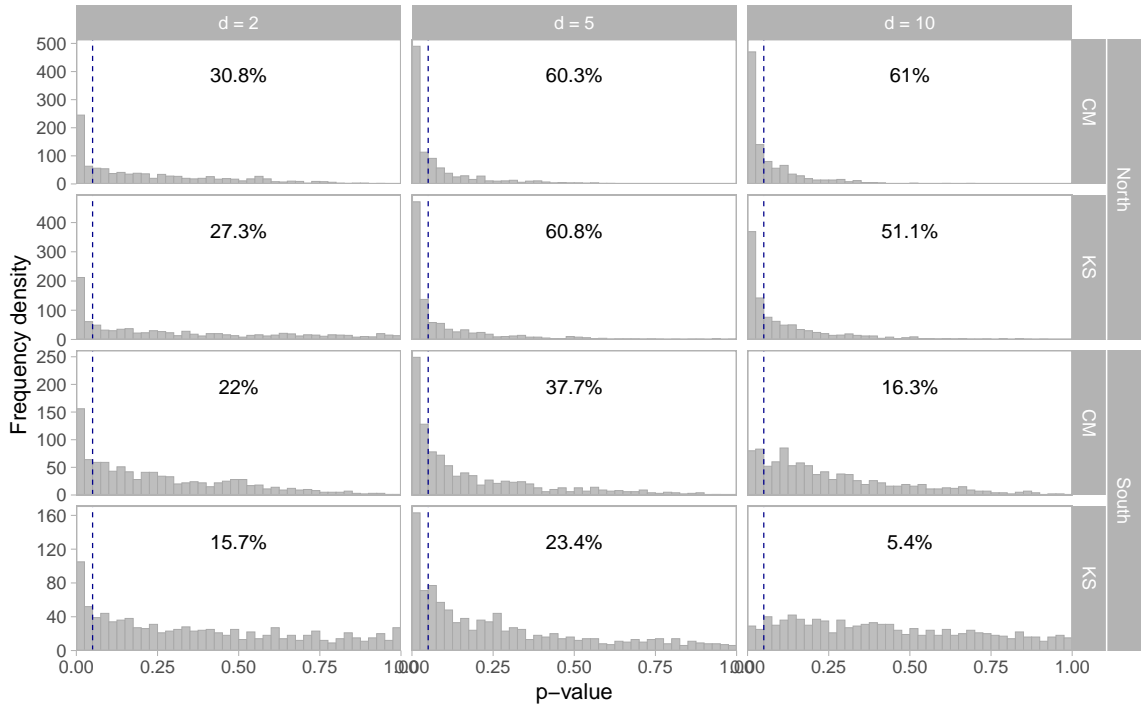 d = 2
d = 5
d = 10
500
400
300
200
100
0
30.8%
60.3%
61%
CM
North
400
300
200
100
0
27.3%
60.8%
51.1%
KS
Frequency density
250
200
150
100
50
0
22%
37.7%
16.3%
CM
South
160
120
80
40
0
15.7%
23.4%
5.4%
KS
0.00 0.25 0.50 0.75 1.00
0.00 0.25 0.50 0.75 1.00
0.00 0.25 0.50 0.75 1.00
p−value